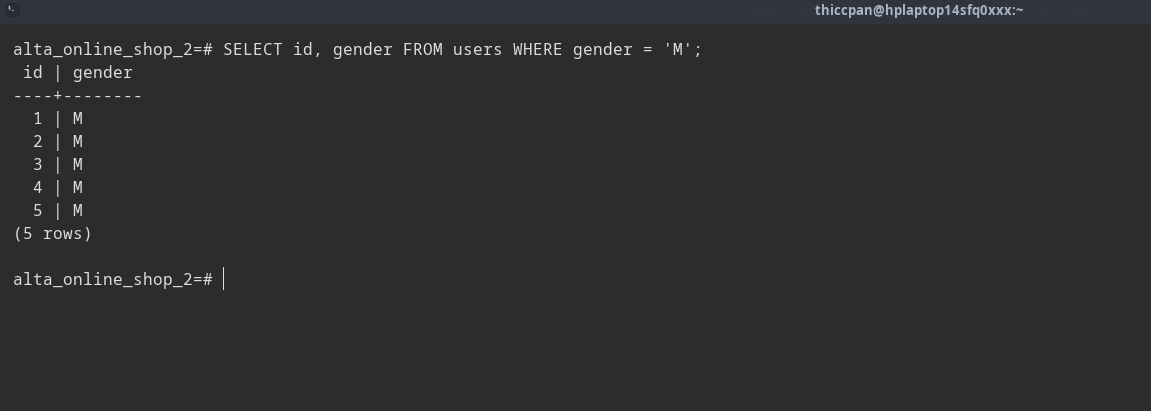 thiccpan@hplaptop14sfq0xxx:~
alta_online_shop_2=# SELECT id, gender FROM users WHERE gender = 'M';
 id | gender
----+--------
  1 | M
  2 | M
  3 | M
  4 | M
  5 | M
(5 rows)
alta_online_shop_2=#